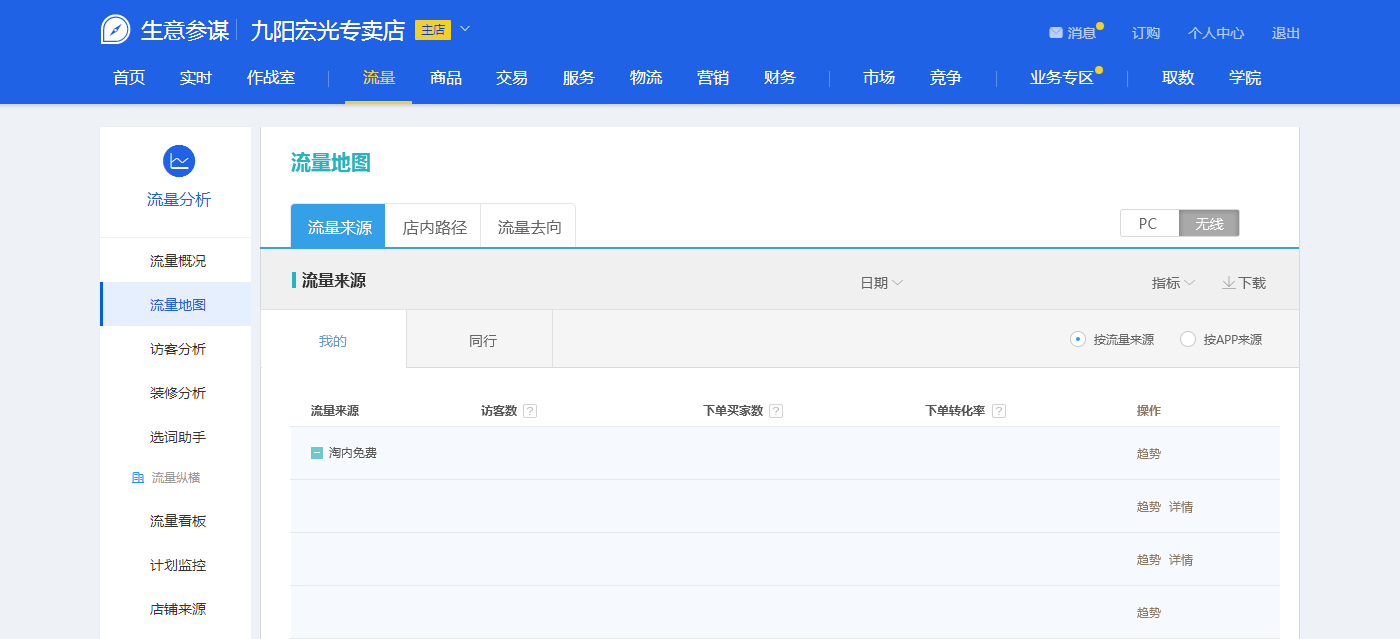 生意参谋 九阳宏光专卖店 主店
消息 订购 个人中心 退出
首页 实时 作战室 流量 商品 交易 服务 物流 营销 财务 市场 竞争 业务专区 取数 学院
流量分析
流量概况
流量地图
访客分析
装修分析
选词助手
流量纵横
流量看板
计划监控
店铺来源
流量地图
流量来源 店内路径 流量去向
PC 无线
流量来源 日期 指标 下载
我的 同行 按流量来源 按APP来源
流量来源 访客数 ? 下单买家数 ? 下单转化率 ? 操作
淘内免费 趋势
趋势 详情
趋势 详情
趋势